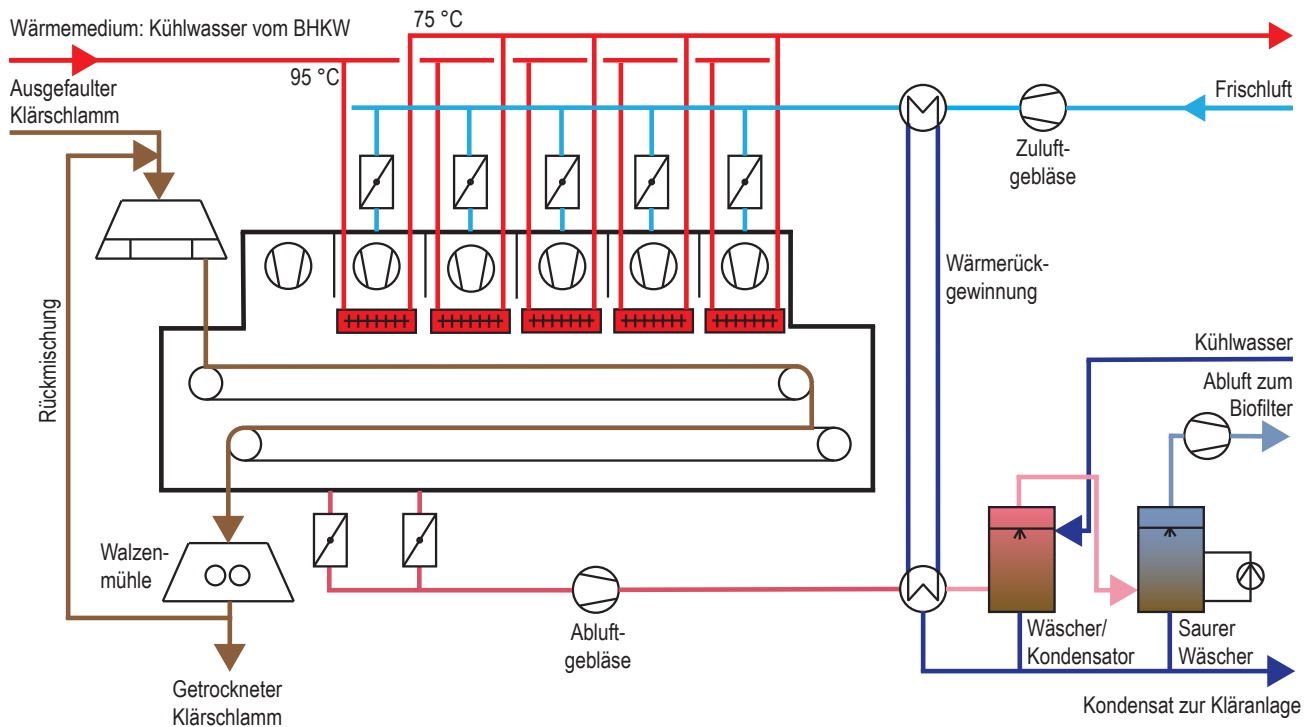 Wärmemedium: Kühlwasser vom BHKW
75 °C
95 °C
Ausgefaulter
Klärschlamm
Frischluft
Zuluft-
gebläse
Wärmerück-
gewinnung
Rückmischung
Kühlwasser
Abluft zum
Biofilter
Walzen-
mühle
Abluft-
gebläse
Wäscher/
Kondensator
Saurer
Wäscher
Getrockneter
Klärschlamm
Kondensat zur Kläranlage